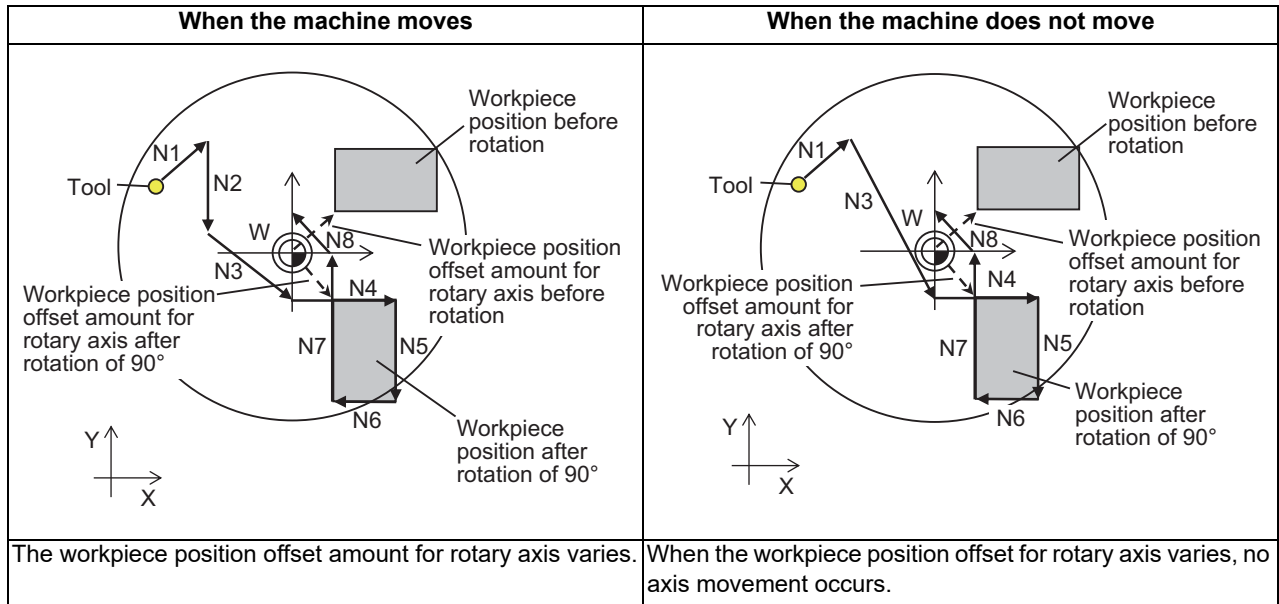 When the machine moves
When the machine does not move
Workpiece
position before
rotation
N1
Tool
N2
W
N8
N3
Workpiece position
offset amount for
rotary axis before
rotation
Workpiece position
offset amount for
rotary axis after
rotation of 90°
N4
N7
N5
N6
Workpiece
position after
rotation of 90°
Y
X
Workpiece
position before
rotation
N1
Tool
N3
W
N8
Workpiece position
offset amount for
rotary axis before
rotation
Workpiece position
offset amount for
rotary axis after
rotation of 90°
N4
N7
N5
N6
Workpiece
position after
rotation of 90°
Y
X
The workpiece position offset amount for rotary axis varies.
When the workpiece position offset for rotary axis varies, no
axis movement occurs.